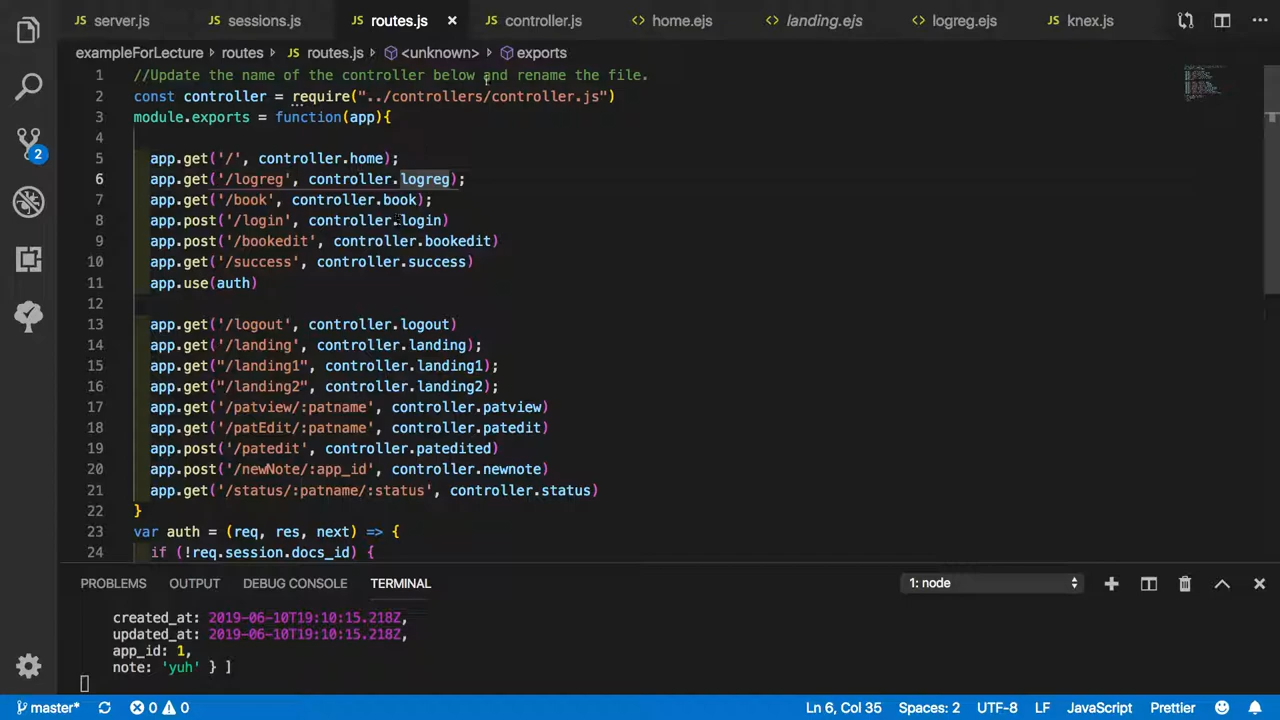 JS server.js JS sessions.js JS routes.js × JS controller.js <> home.ejs <> landing.ejs <> logreg.ejs JS knex.js ...
exampleForLecture > routes > JS routes.js > <unknown> > exports
1 //Update the name of the controller below and rename the file.
2 const controller = require("../controllers/controller.js")
3 module.exports = function(app){
4
5 app.get('/', controller.home);
6 app.get('/logreg', controller.logreg);
7 app.get('/book', controller.book);
8 app.post('/login', controller.login)
9 app.post('/bookedit', controller.bookedit)
10 app.get('/success', controller.success)
11 app.use(auth)
12
13 app.get('/logout', controller.logout)
14 app.get('/landing', controller.landing);
15 app.get("/landing1", controller.landing1);
16 app.get("/landing2", controller.landing2);
17 app.get('/patview/:patname', controller.patview)
18 app.get('/patEdit/:patname', controller.patedit)
19 app.post('/patedit', controller.patedited)
20 app.post('/newNote/:app_id', controller.newnote)
21 app.get('/status/:patname/:status', controller.status)
22 }
23 var auth = (req, res, next) => {
24 if (!req.session.docs_id) {
2
PROBLEMS OUTPUT DEBUG CONSOLE TERMINAL 1: node
created_at: 2019-06-10T19:10:15.218Z,
updated_at: 2019-06-10T19:10:15.218Z,
app_id: 1,
note: 'yuh' } ]
master* 0 0 Ln 6, Col 35 Spaces: 2 UTF-8 LF JavaScript Prettier